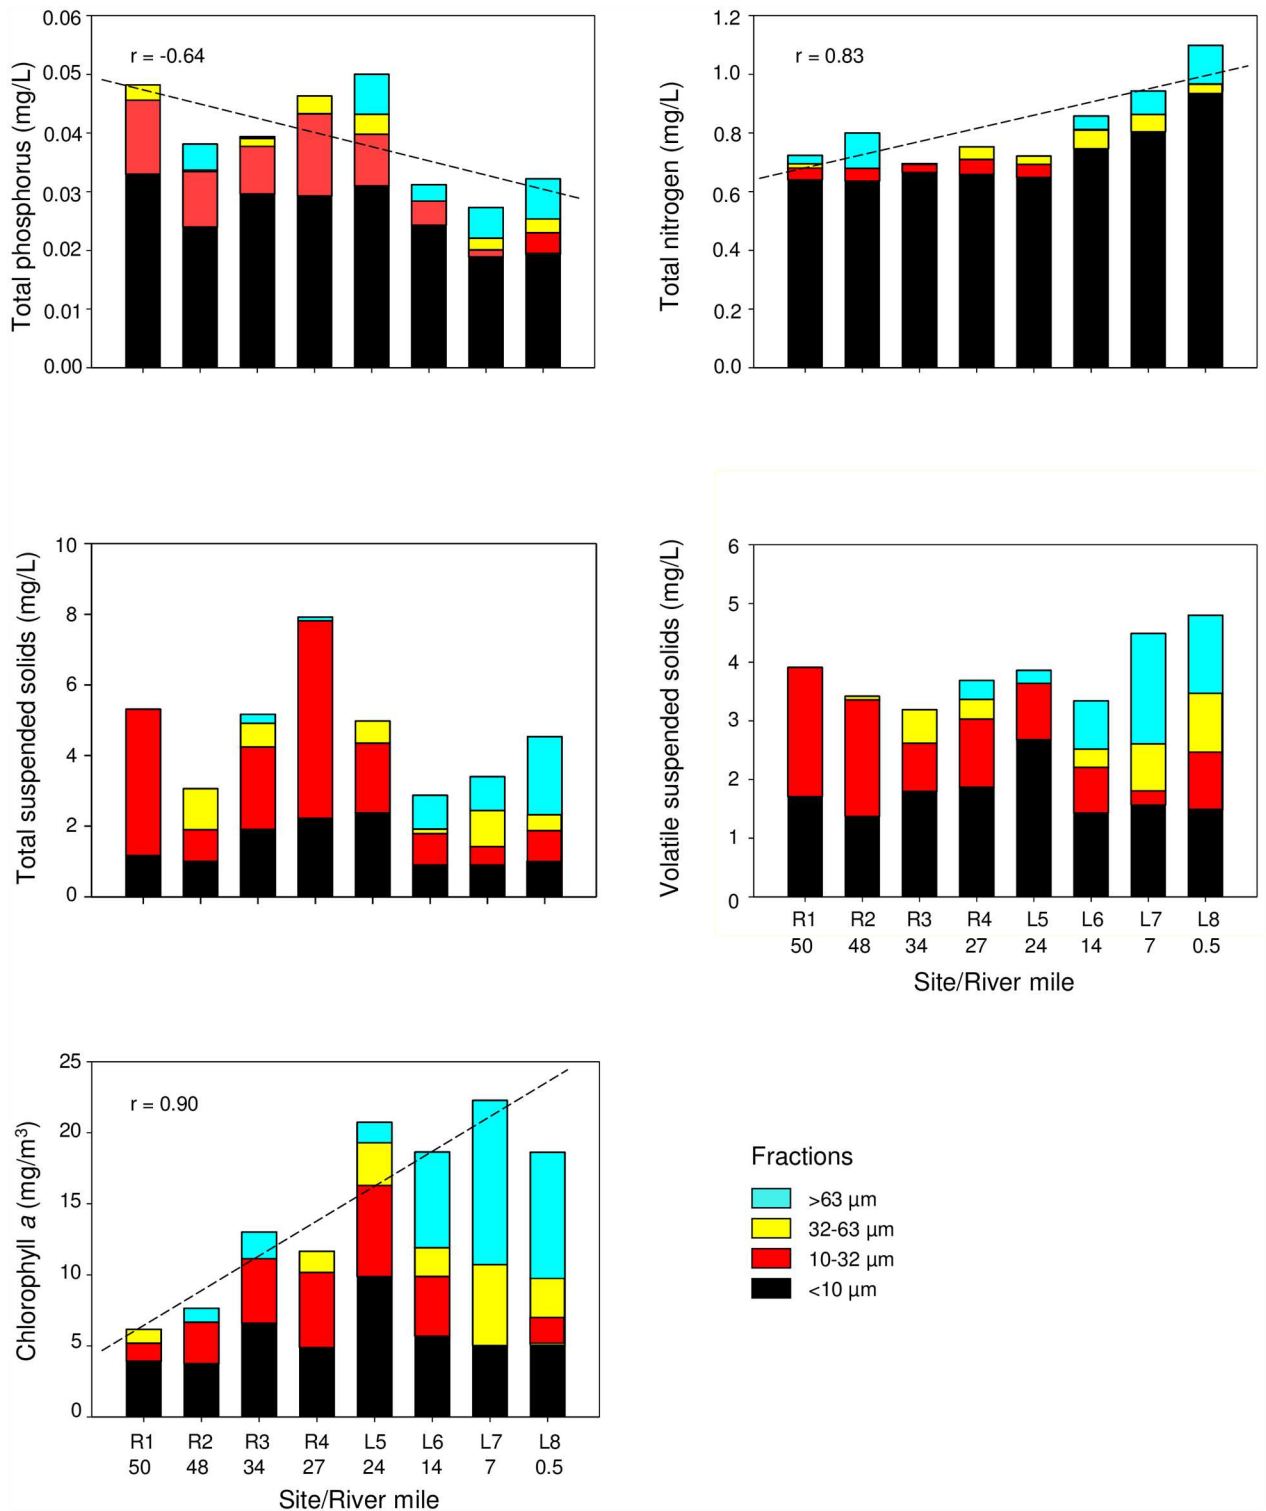 Total phosphorus (mg/L)
0.06
0.05
0.04
0.03
0.02
0.01
0.00
r = -0.64
Total nitrogen (mg/L)
1.2
1.0
0.8
0.6
0.4
0.2
0.0
r = 0.83
Total suspended solids (mg/L)
10
8
6
4
2
0
Volatile suspended solids (mg/L)
6
5
4
3
2
1
0
R1 R2 R3 R4 L5 L6 L7 L8
50 48 34 27 24 14 7 0.5
Site/River mile
Chlorophyll a (mg/m³)
25
20
15
10
5
0
r = 0.90
R1 R2 R3 R4 L5 L6 L7 L8
50 48 34 27 24 14 7 0.5
Site/River mile
Fractions
>63 µm
32-63 µm
10-32 µm
<10 µm